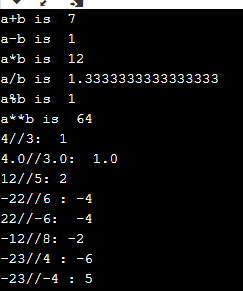 a+b is  7
a-b is  1
a*b is  12
a/b is  1.3333333333333333
a%b is  1
a**b is  64
4//3:  1
4.0//3.0:  1.0
12//5: 2
-22//6 : -4
22//-6:  -4
-12//8: -2
-23//4 : -6
-23//-4 : 5